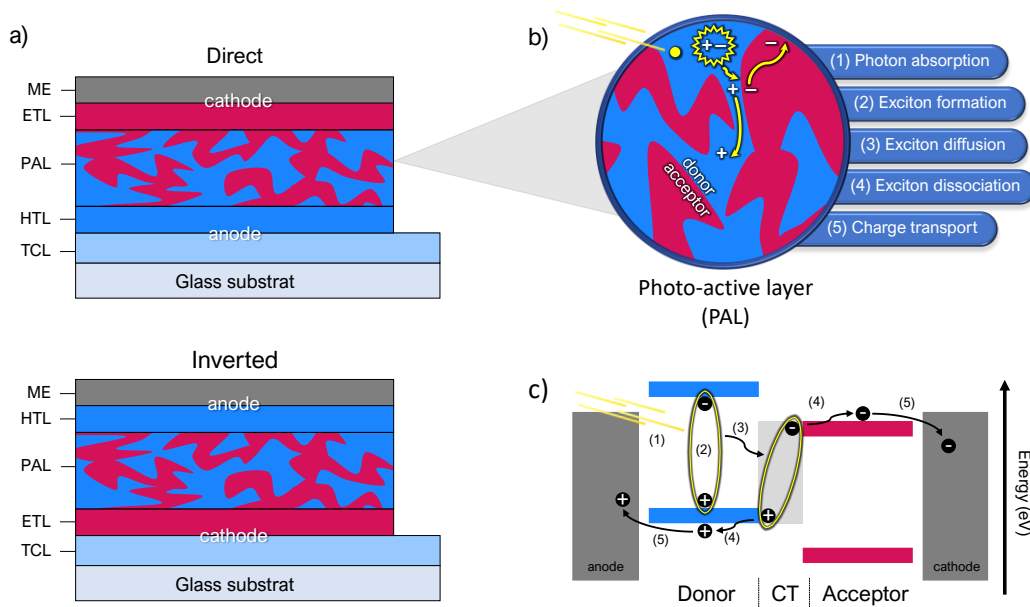 a)
Direct
ME
cathode
ETL
PAL
HTL
anode
TCL
Glass substrat
Inverted
ME
anode
HTL
PAL
ETL
cathode
TCL
Glass substrat
b)
+ −
−
+ −
+
donor
acceptor
(1) Photon absorption
(2) Exciton formation
(3) Exciton diffusion
(4) Exciton dissociation
(5) Charge transport
Photo-active layer
(PAL)
c)
(1)
−
(2)
+
(3)
−
+
(4)
−
(5)
−
+
(5)
+
(4)
anode
cathode
Donor
CT
Acceptor
Energy (eV)